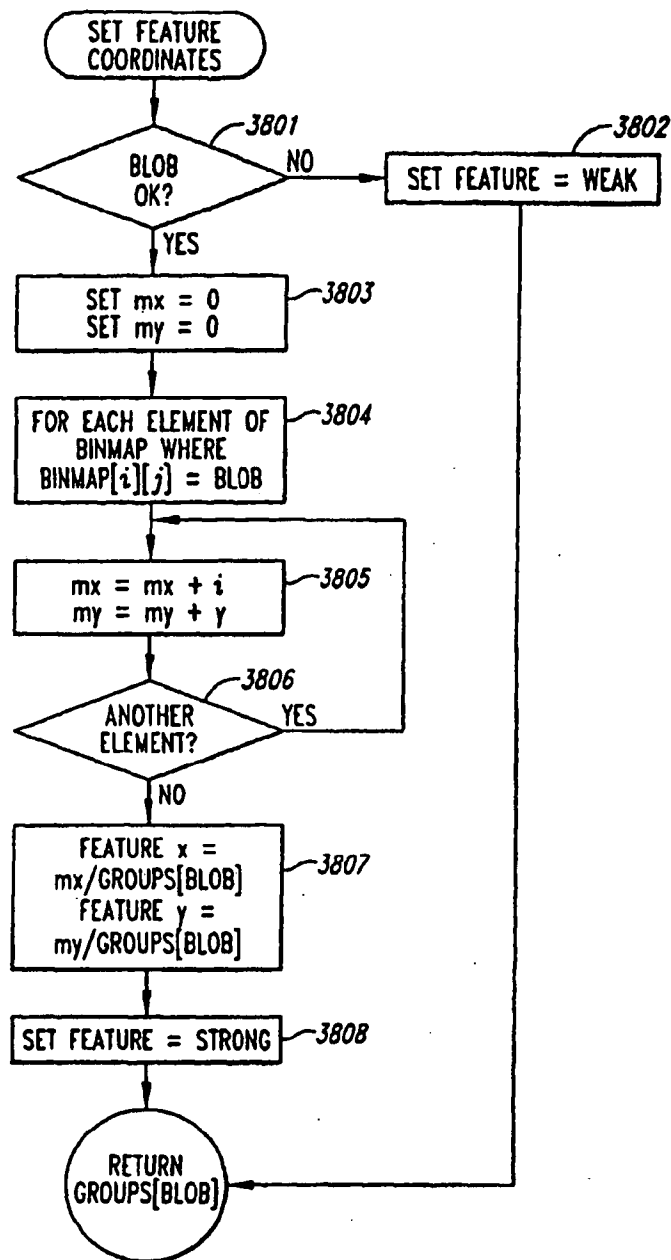 SET FEATURE
COORDINATES
3801
BLOB
OK?
NO
3802
SET FEATURE = WEAK
YES
SET mx = 0
SET my = 0
3803
FOR EACH ELEMENT OF
BINMAP WHERE
BINMAP[i][j] = BLOB
3804
mx = mx + i
my = my + y
3805
3806
ANOTHER
ELEMENT?
YES
NO
FEATURE x =
mx/GROUPS[BLOB]
FEATURE y =
my/GROUPS[BLOB]
3807
SET FEATURE = STRONG
3808
RETURN
GROUPS[BLOB]